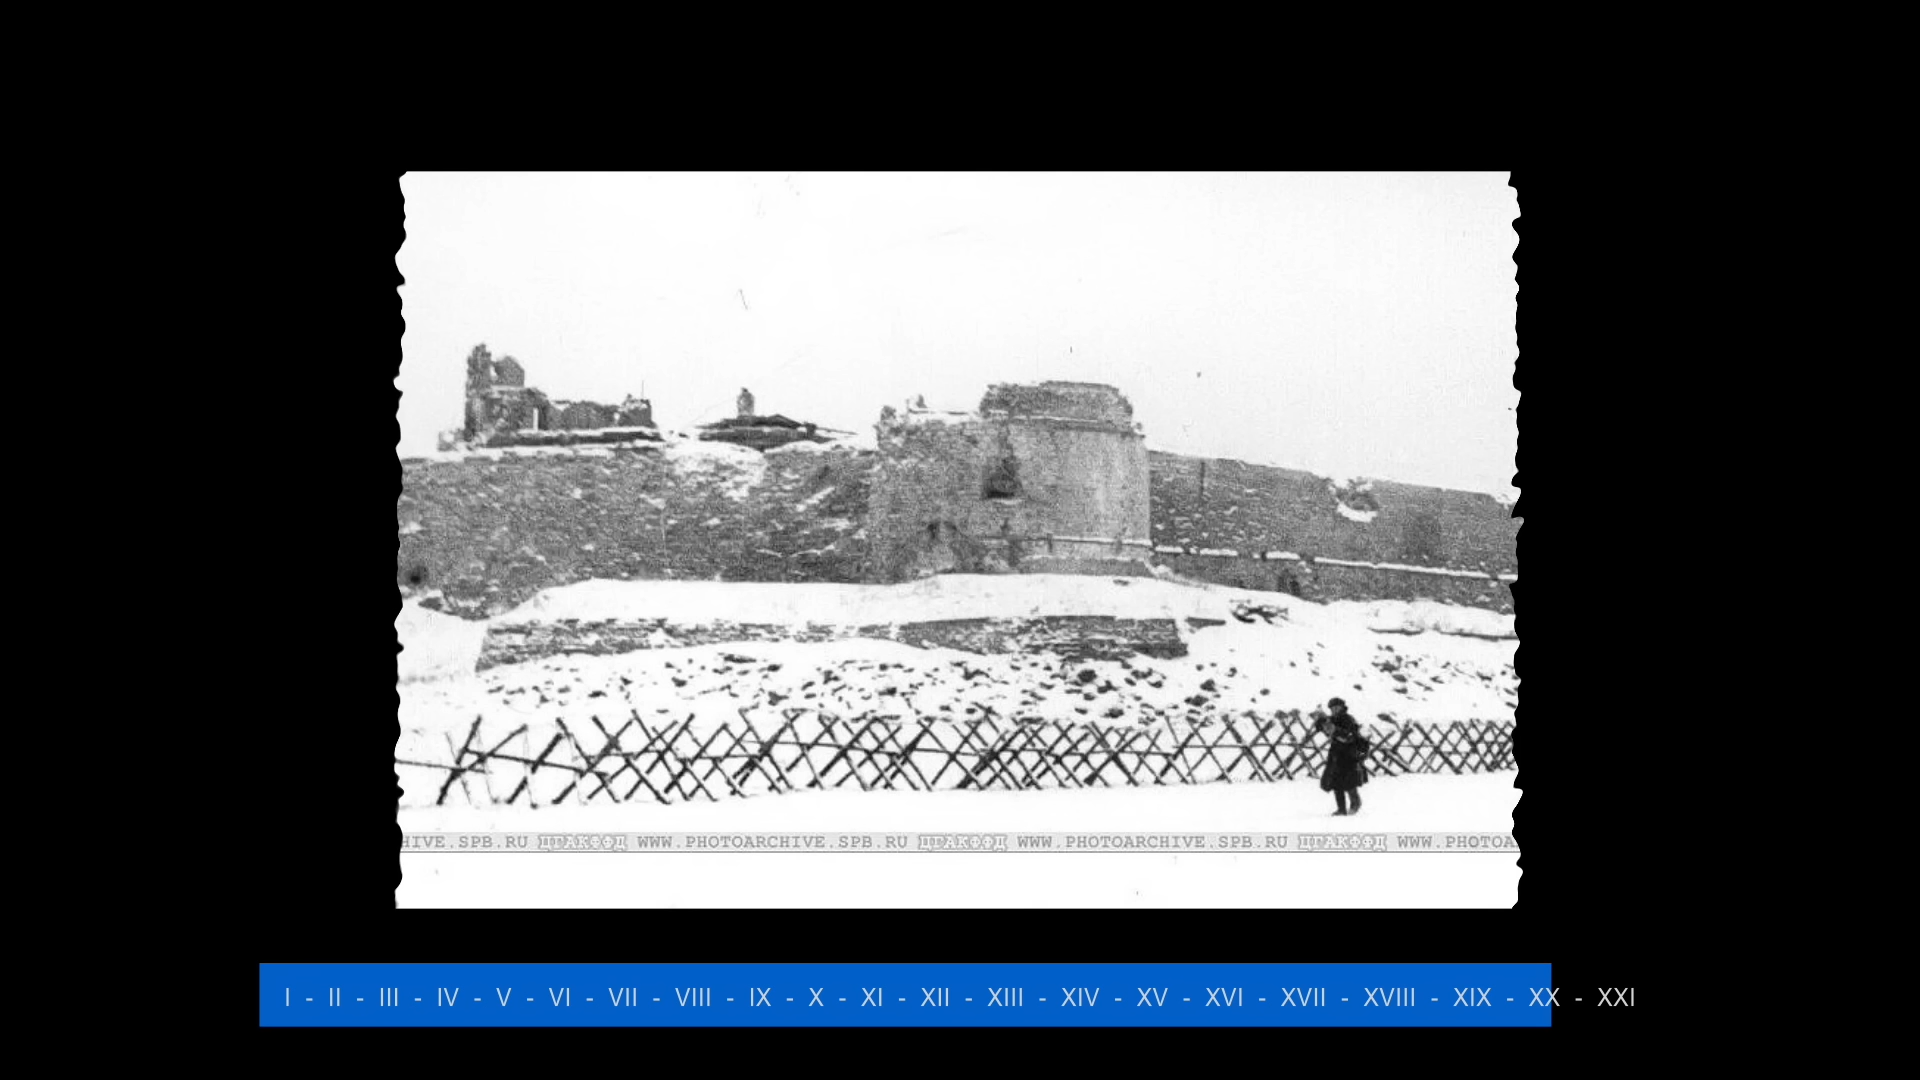 HIVE.SPB.RU ЦГАКФФД WWW.PHOTOARCHIVE.SPB.RU ЦГАКФФД WWW.PHOTOARCHIVE.SPB.RU ЦГАКФФД WWW.PHOTOA
I - II - III - IV - V - VI - VII - VIII - IX - X - XI - XII - XIII - XIV - XV - XVI - XVII - XVIII - XIX - XX - XXI